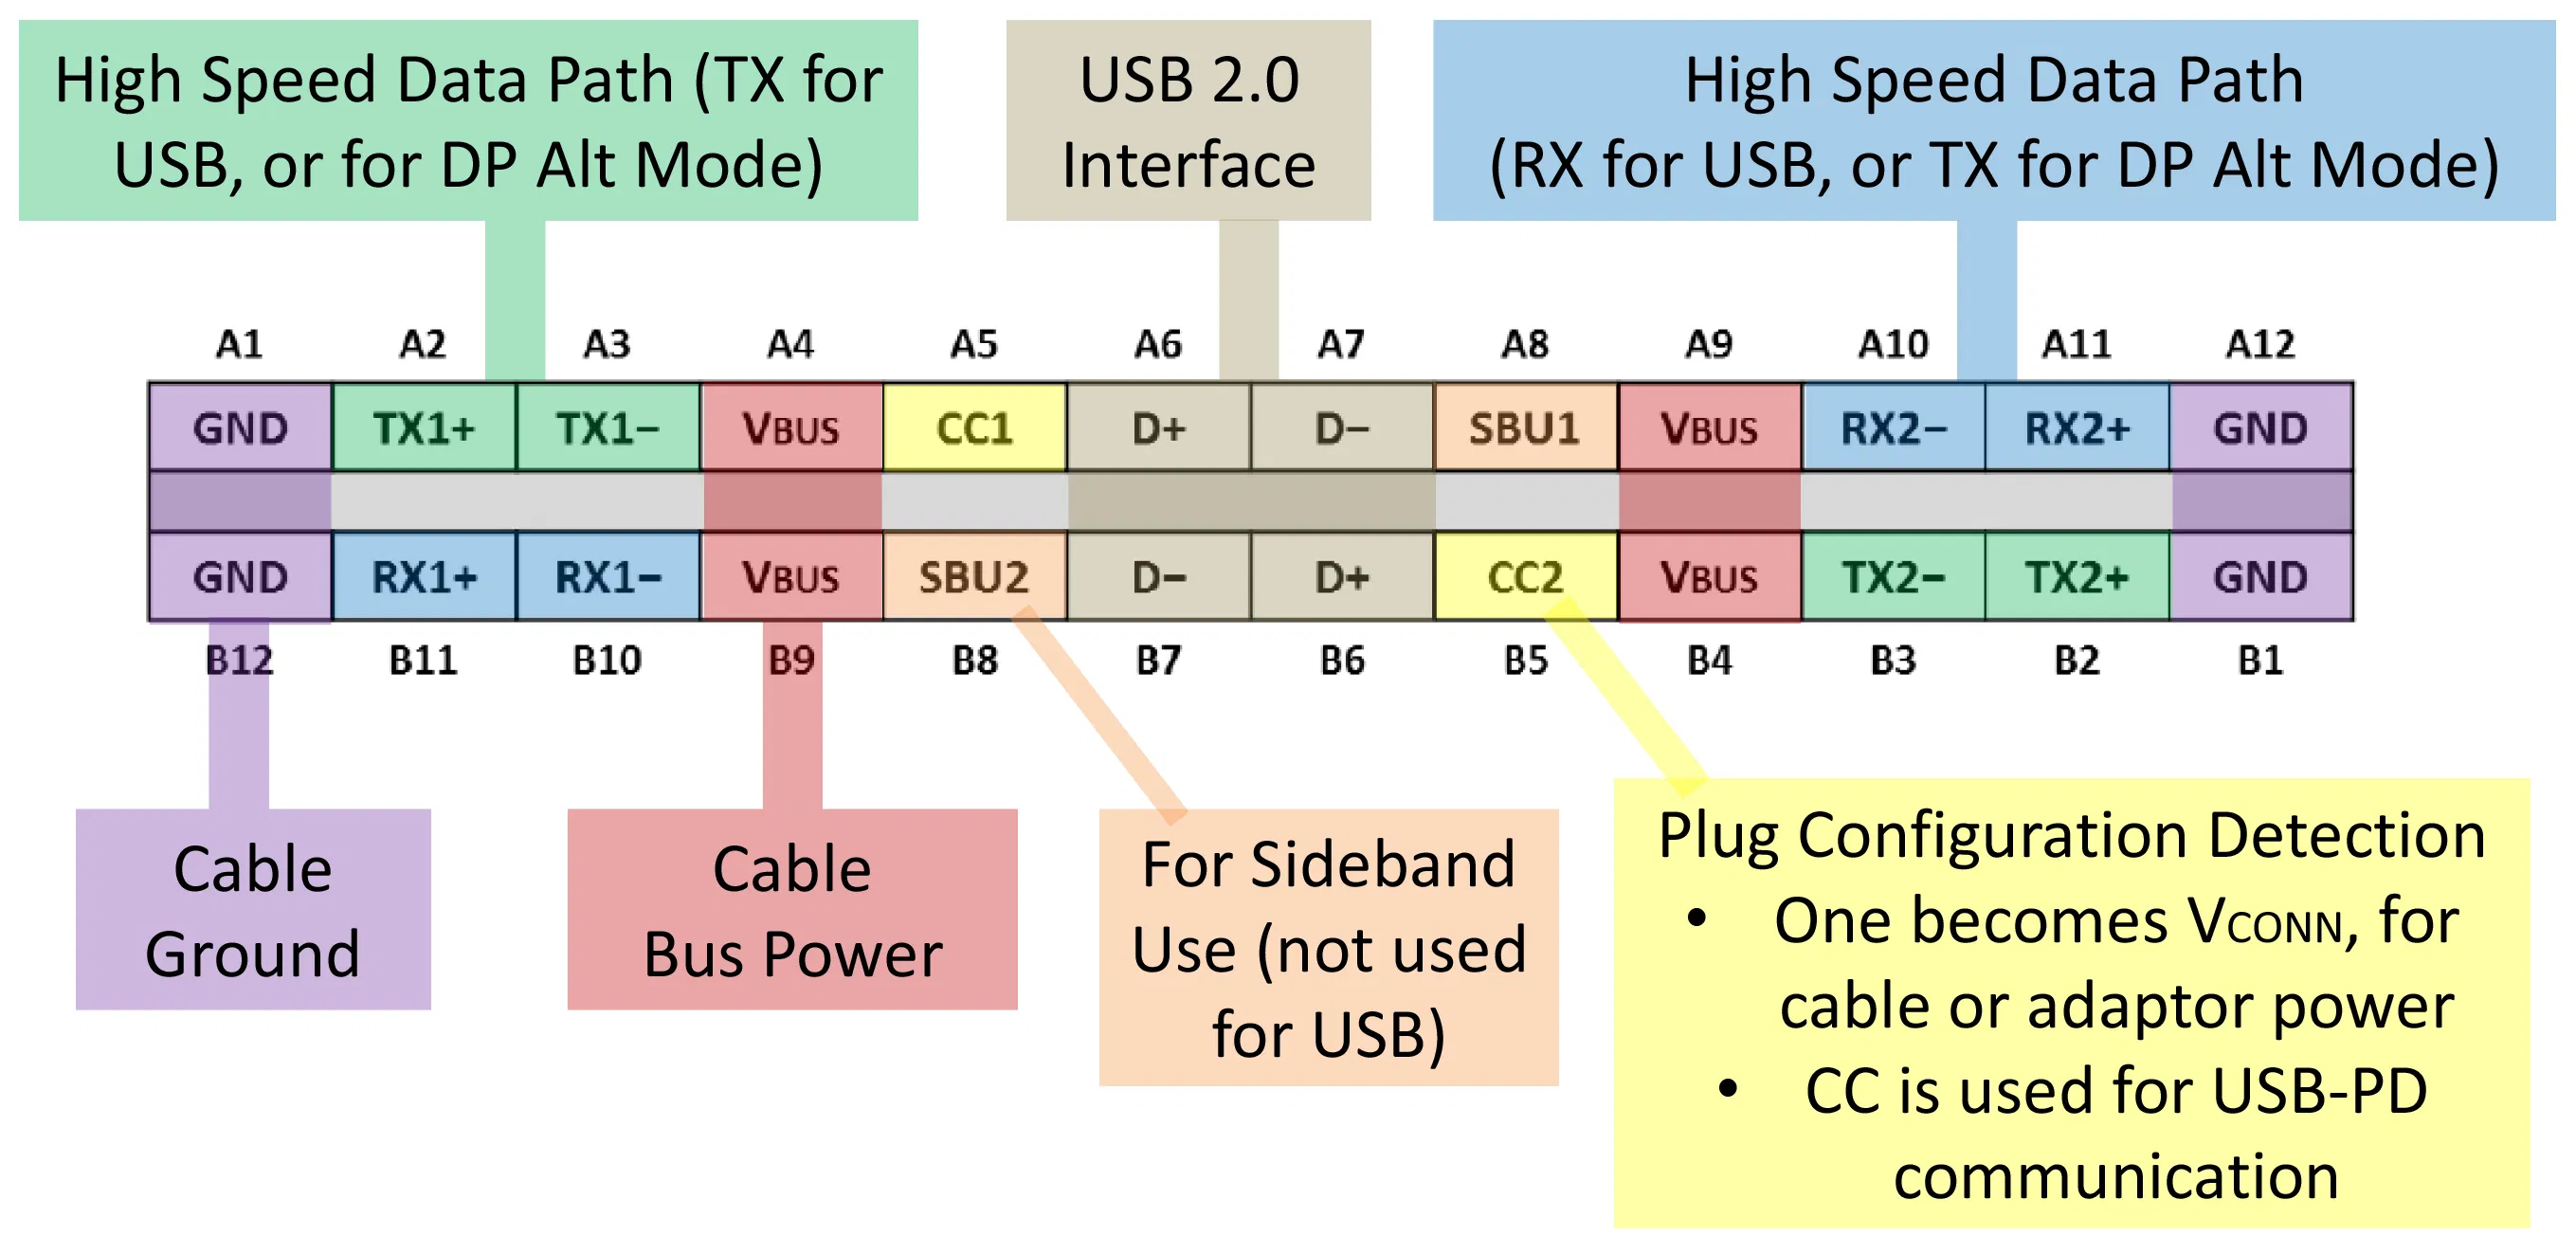 High Speed Data Path (TX for
USB, or for DP Alt Mode)
USB 2.0
Interface
High Speed Data Path
(RX for USB, or TX for DP Alt Mode)
A1 A2 A3 A4 A5 A6 A7 A8 A9 A10 A11 A12
GND TX1+ TX1− VBUS CC1 D+ D− SBU1 VBUS RX2− RX2+ GND
GND RX1+ RX1− VBUS SBU2 D− D+ CC2 VBUS TX2− TX2+ GND
B12 B11 B10 B9 B8 B7 B6 B5 B4 B3 B2 B1
Cable
Ground
Cable
Bus Power
For Sideband
Use (not used
for USB)
Plug Configuration Detection
• One becomes VCONN, for
cable or adaptor power
• CC is used for USB-PD
communication